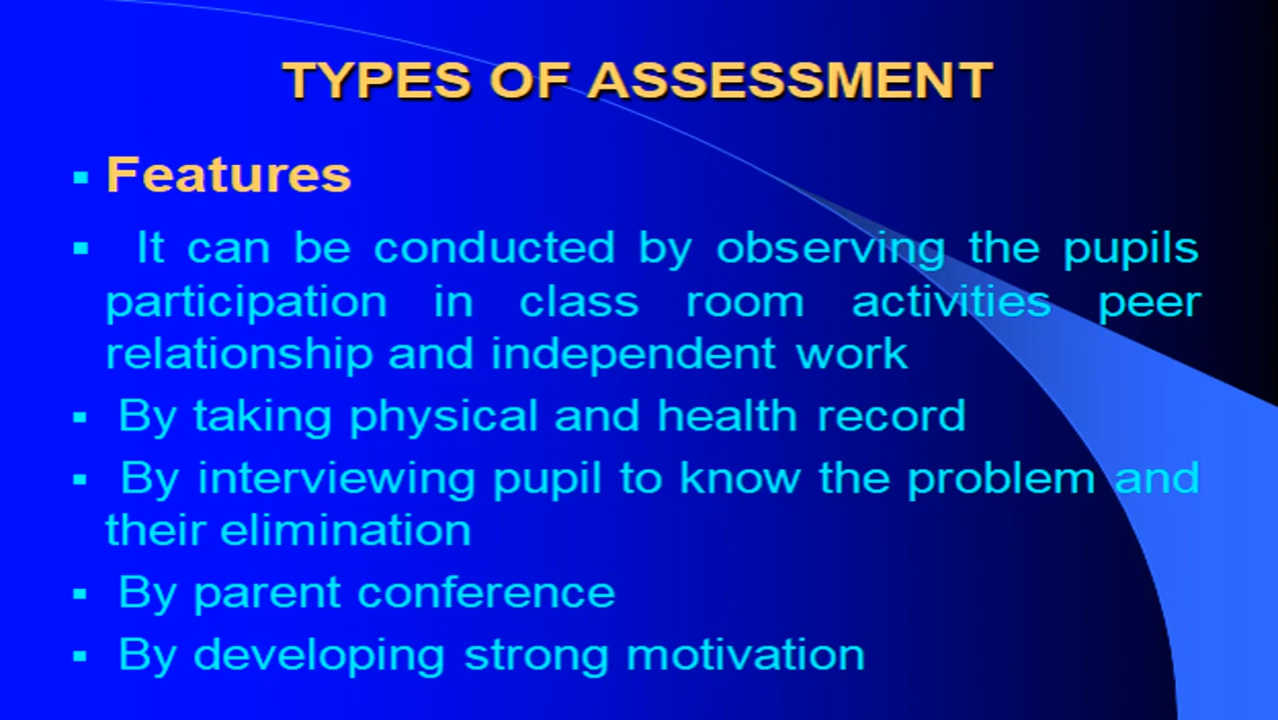 TYPES OF ASSESSMENT
▪ Features
▪ It can be conducted by observing the pupils
participation in class room activities peer
relationship and independent work
▪ By taking physical and health record
▪ By interviewing pupil to know the problem and
their elimination
▪ By parent conference
▪ By developing strong motivation